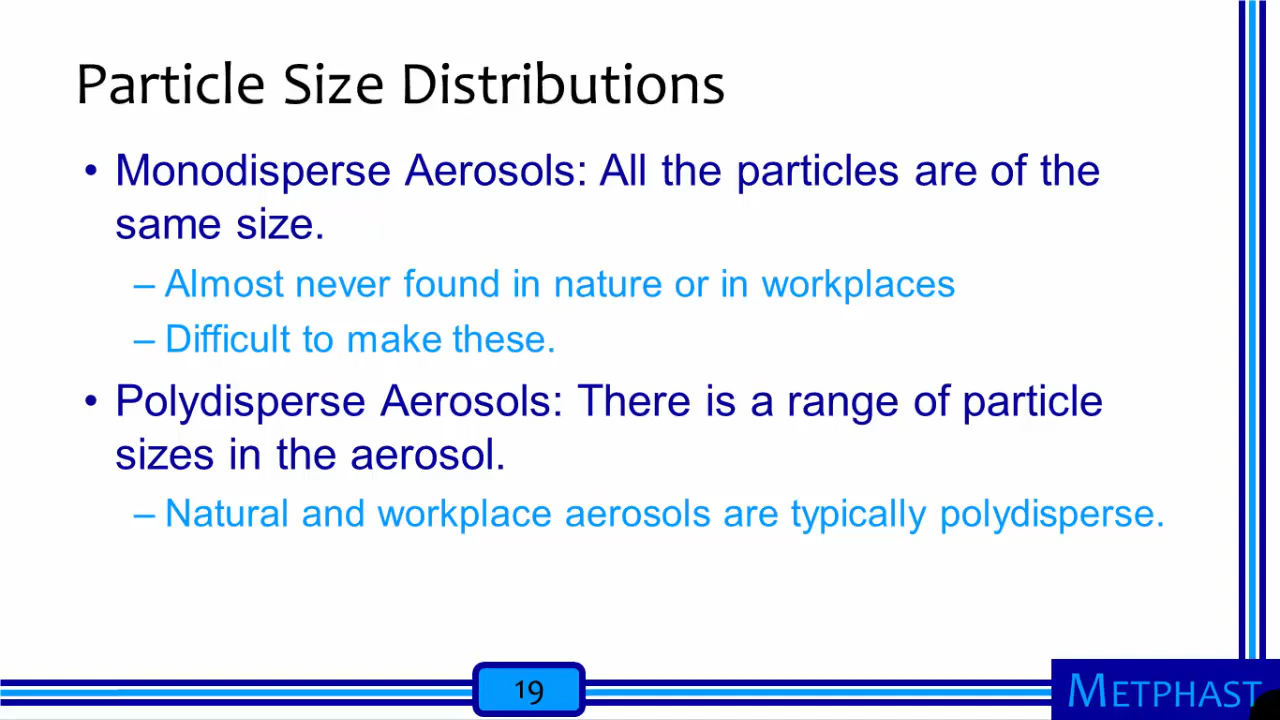 Particle Size Distributions
• Monodisperse Aerosols: All the particles are of the
same size.
– Almost never found in nature or in workplaces
– Difficult to make these.
• Polydisperse Aerosols: There is a range of particle
sizes in the aerosol.
– Natural and workplace aerosols are typically polydisperse.
19
METPHAST